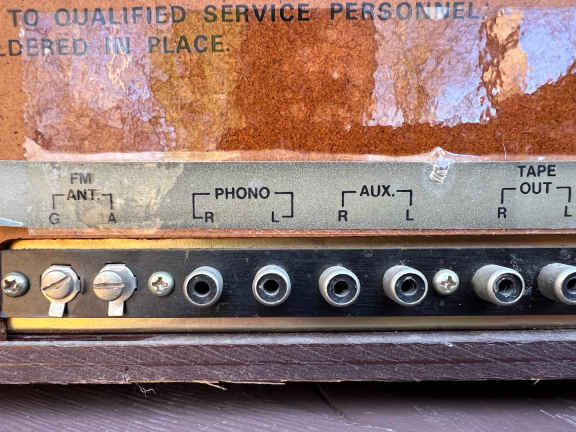 TO QUALIFIED SERVICE PERSONNEL.
LDERED IN PLACE.
FM
ANT.
G A
PHONO
R L
AUX.
R L
TAPE
OUT
R L